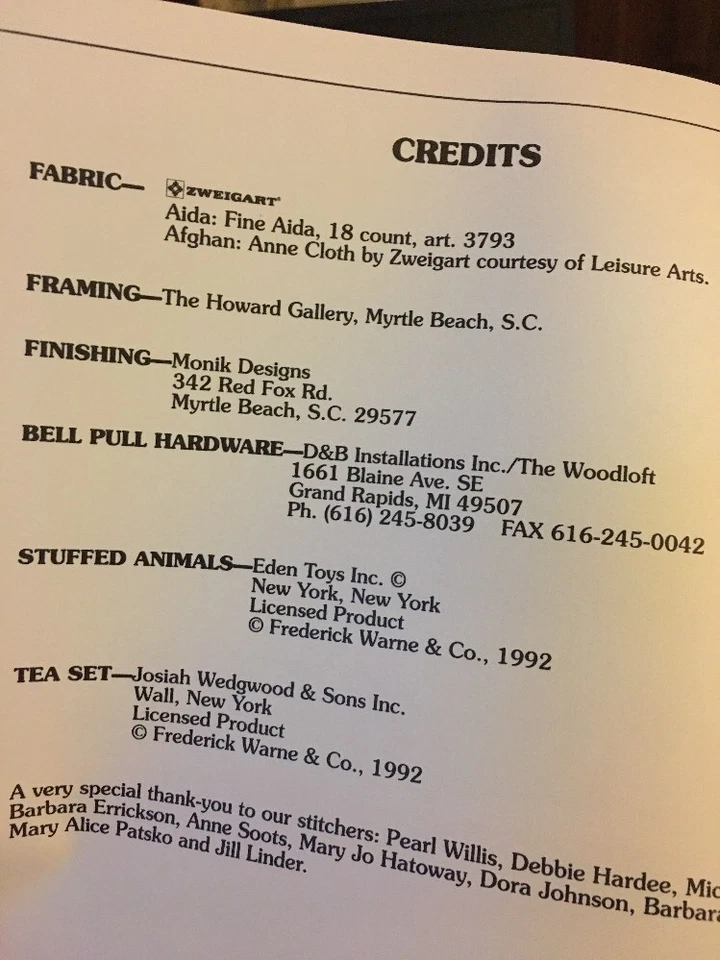 CREDITS
FABRIC— ZWEIGART®
Aida: Fine Aida, 18 count, art. 3793
Afghan: Anne Cloth by Zweigart courtesy of Leisure Arts.
FRAMING—The Howard Gallery, Myrtle Beach, S.C.
FINISHING—Monik Designs
342 Red Fox Rd.
Myrtle Beach, S.C. 29577
BELL PULL HARDWARE—D&B Installations Inc./The Woodloft
1661 Blaine Ave. SE
Grand Rapids, MI 49507
Ph. (616) 245-8039 FAX 616-245-0042
STUFFED ANIMALS—Eden Toys Inc. ©
New York, New York
Licensed Product
© Frederick Warne & Co., 1992
TEA SET—Josiah Wedgwood & Sons Inc.
Wall, New York
Licensed Product
© Frederick Warne & Co., 1992
A very special thank-you to our stitchers: Pearl Willis, Debbie Hardee,
Barbara Errickson, Anne Soots, Mary Jo Hatoway, Dora Johnson, Barbara
Mary Alice Patsko and Jill Linder.